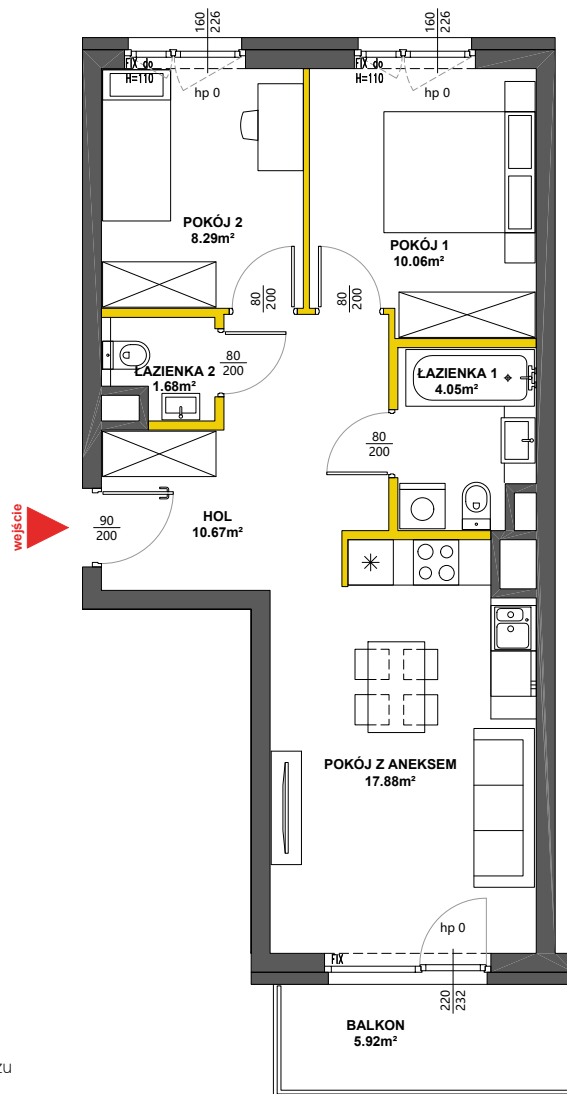 160
226
160
226
FIX do
H=110
hp 0
FIX do
H=110
hp 0
POKÓJ 2
8.29m²
POKÓJ 1
10.06m²
80
200
80
200
ŁAZIENKA 2
1.68m²
80
200
ŁAZIENKA 1
4.05m²
80
200
wejście
90
200
HOL
10.67m²
POKÓJ Z ANEKSEM
17.88m²
hp 0
FIX
220
232
BALKON
5.92m²
zu